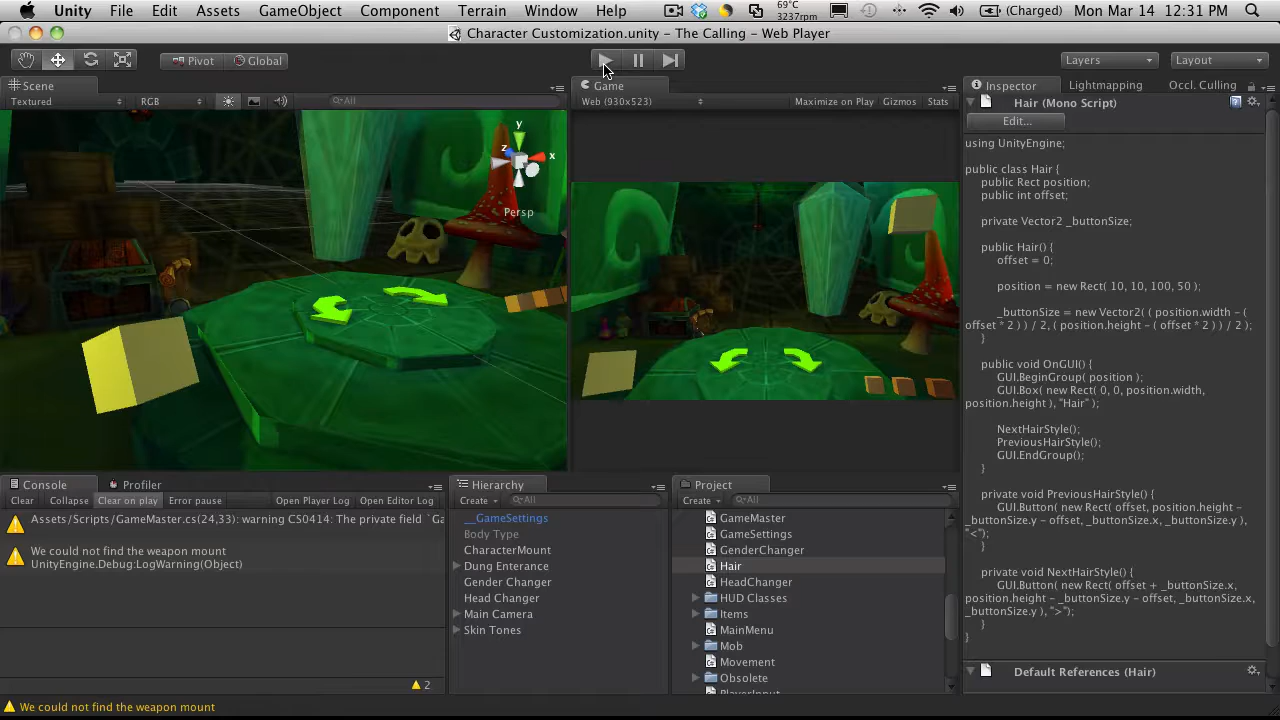 Unity File Edit Assets GameObject Component Terrain Window Help 69°C 3237rpm (Charged) Mon Mar 14 12:31 PM
Character Customization.unity – The Calling – Web Player
Pivot Global Layers Layout
Scene
Textured RGB All
y
z
x
Persp
Game
Web (930x523) Maximize on Play Gizmos Stats
Inspector Lightmapping Occl. Culling
Hair (Mono Script)
Edit...
using UnityEngine;
public class Hair {
public Rect position;
public int offset;
private Vector2 _buttonSize;
public Hair() {
offset = 0;
position = new Rect( 10, 10, 100, 50 );
_buttonSize = new Vector2( ( position.width - (
offset * 2 ) ) / 2, ( position.height - ( offset * 2 ) ) / 2 );
}
public void OnGUI() {
GUI.BeginGroup( position );
GUI.Box( new Rect( 0, 0, position.width,
position.height ), "Hair" );
NextHairStyle();
PreviousHairStyle();
GUI.EndGroup();
}
private void PreviousHairStyle() {
GUI.Button( new Rect( offset, position.height -
_buttonSize.y - offset, _buttonSize.x, _buttonSize.y ),
"<");
}
private void NextHairStyle() {
GUI.Button( new Rect( offset + _buttonSize.x,
position.height - _buttonSize.y - offset, _buttonSize.x,
_buttonSize.y ), ">");
}
}
Default References (Hair)
Console Profiler
Clear Collapse Clear on play Error pause Open Player Log Open Editor Log
Assets/Scripts/GameMaster.cs(24,33): warning CS0414: The private field `Ga
We could not find the weapon mount
UnityEngine.Debug:LogWarning(Object)
2
Hierarchy
Create All
__GameSettings
Body Type
CharacterMount
Dung Enterance
Gender Changer
Head Changer
Main Camera
Skin Tones
Project
Create All
GameMaster
GameSettings
GenderChanger
Hair
HeadChanger
HUD Classes
Items
MainMenu
Mob
Movement
Obsolete
PlayerInput
We could not find the weapon mount